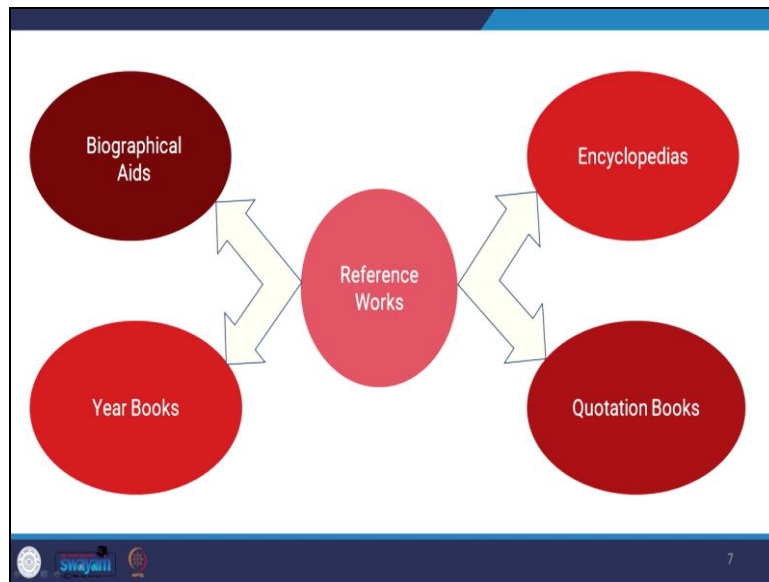 Biographical
Aids
Encyclopedias
Reference
Works
Year Books
Quotation Books
swayam
7